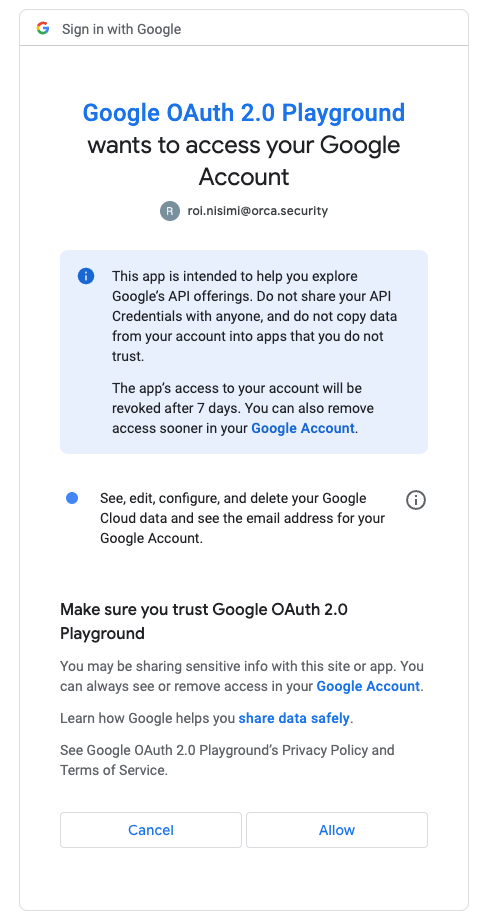 Sign in with Google
Google OAuth 2.0 Playground
wants to access your Google
Account
R roi.nisimi@orca.security
This app is intended to help you explore
Google's API offerings. Do not share your API
Credentials with anyone, and do not copy data
from your account into apps that you do not
trust.
The app's access to your account will be
revoked after 7 days. You can also remove
access sooner in your Google Account.
See, edit, configure, and delete your Google
Cloud data and see the email address for your
Google Account.
Make sure you trust Google OAuth 2.0
Playground
You may be sharing sensitive info with this site or app. You
can always see or remove access in your Google Account.
Learn how Google helps you share data safely.
See Google OAuth 2.0 Playground's Privacy Policy and
Terms of Service.
Cancel
Allow